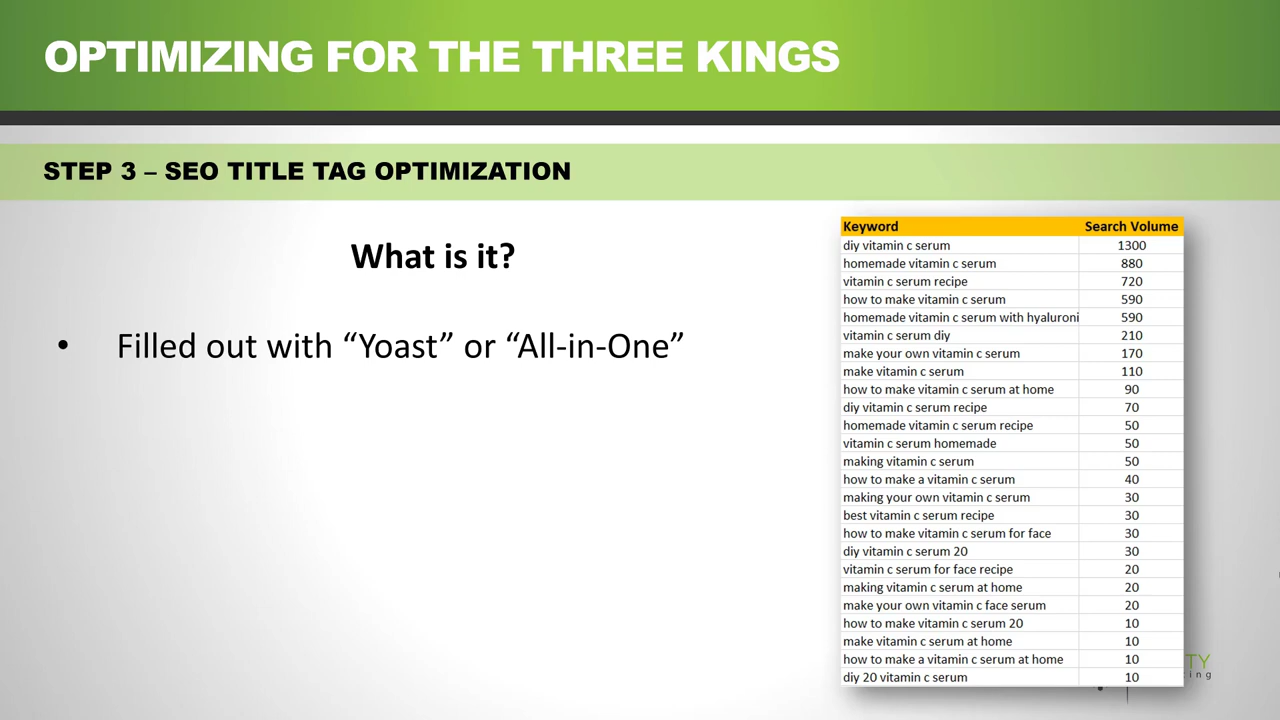 OPTIMIZING FOR THE THREE KINGS
STEP 3 – SEO TITLE TAG OPTIMIZATION
What is it?
• Filled out with “Yoast” or “All-in-One”
Keyword Search Volume
diy vitamin c serum 1300
homemade vitamin c serum 880
vitamin c serum recipe 720
how to make vitamin c serum 590
homemade vitamin c serum with hyaluroni 590
vitamin c serum diy 210
make your own vitamin c serum 170
make vitamin c serum 110
how to make vitamin c serum at home 90
diy vitamin c serum recipe 70
homemade vitamin c serum recipe 50
vitamin c serum homemade 50
making vitamin c serum 50
how to make a vitamin c serum 40
making your own vitamin c serum 30
best vitamin c serum recipe 30
how to make vitamin c serum for face 30
diy vitamin c serum 20 30
vitamin c serum for face recipe 20
making vitamin c serum at home 20
make your own vitamin c face serum 20
how to make vitamin c serum 20 10
make vitamin c serum at home 10
how to make a vitamin c serum at home 10
diy 20 vitamin c serum 10